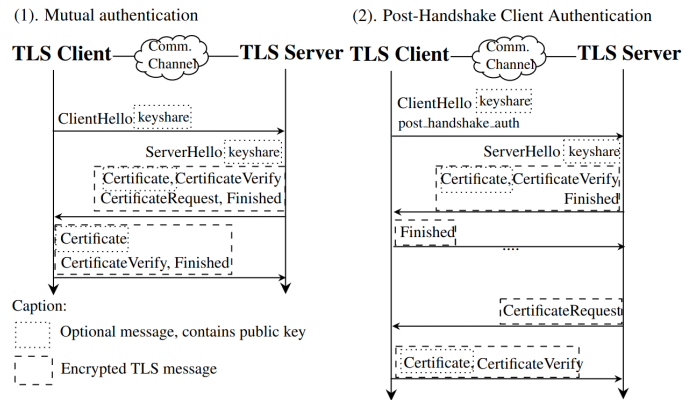 (1). Mutual authentication
TLS Client
Comm.
Channel
TLS Server
ClientHello keyshare
ServerHello keyshare
Certificate, CertificateVerify
CertificateRequest, Finished
Certificate
CertificateVerify, Finished
Caption:
Optional message, contains public key
Encrypted TLS message
(2). Post-Handshake Client Authentication
TLS Client
Comm.
Channel
TLS Server
ClientHello keyshare
post_handshake_auth
ServerHello keyshare
Certificate, CertificateVerify
Finished
Finished
....
CertificateRequest
Certificate, CertificateVerify